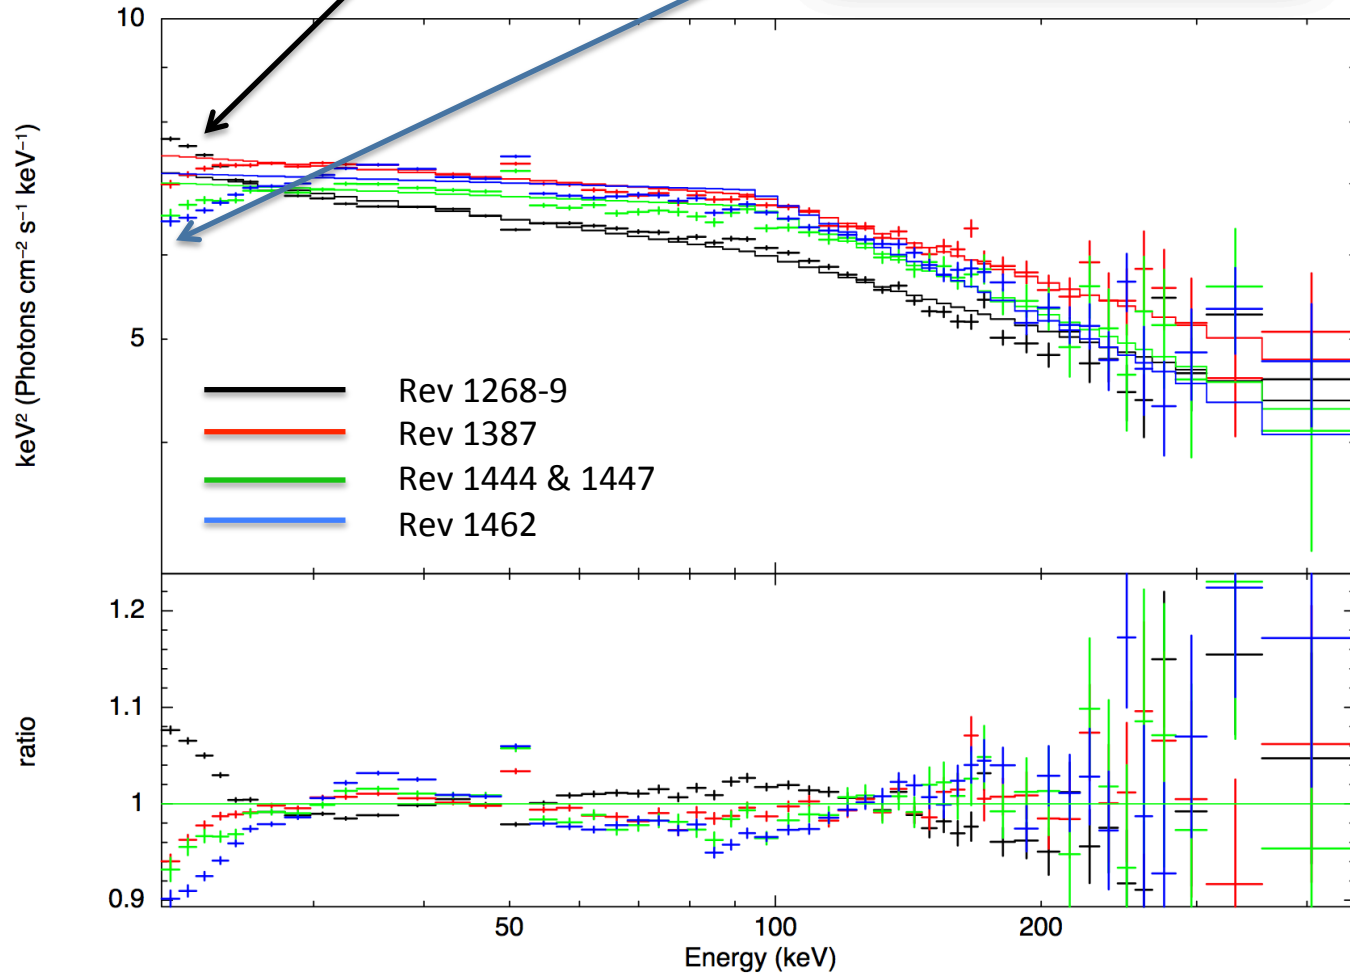 10
5
keV² (Photons cm⁻² s⁻¹ keV⁻¹)
Rev 1268-9
Rev 1387
Rev 1444 & 1447
Rev 1462
1.2
1.1
1
0.9
ratio
50
100
200
Energy (keV)